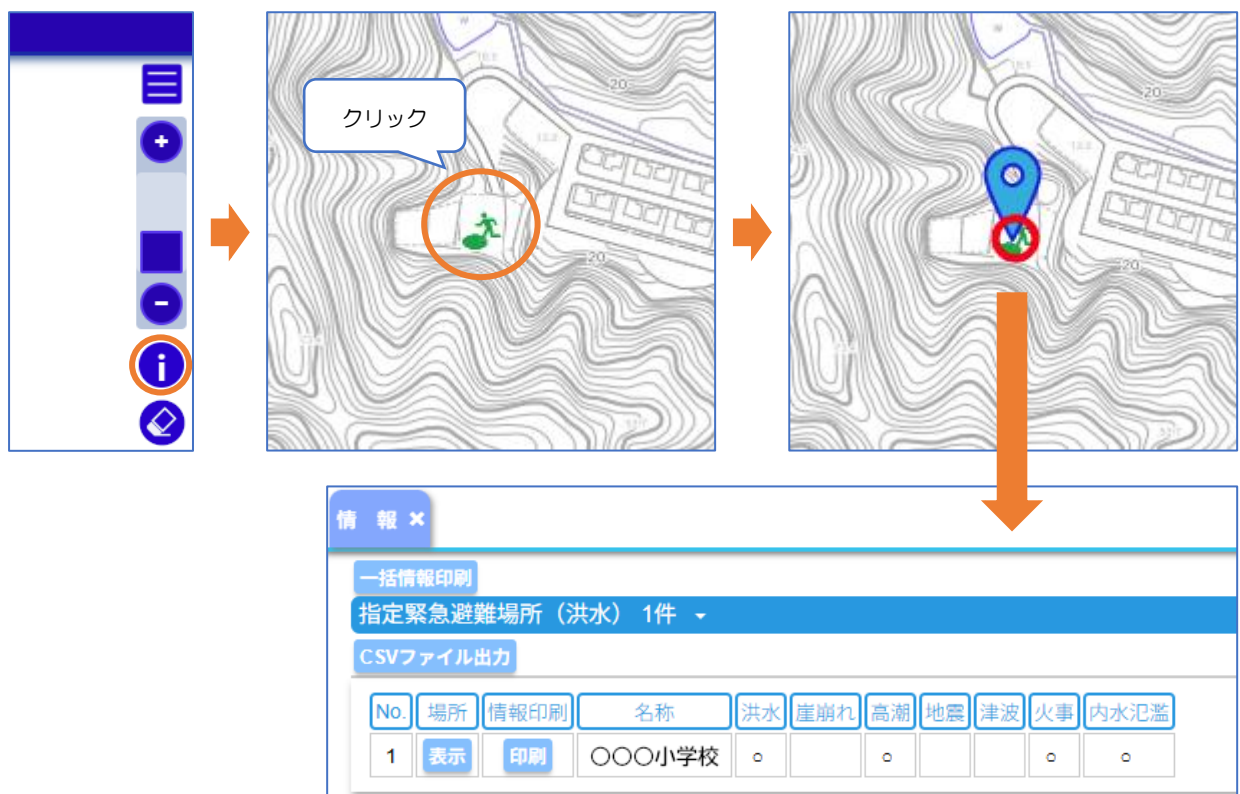 i
クリック
20
20
20
20
情 報 ×
一括情報印刷
指定緊急避難場所（洪水） 1件
CSVファイル出力
No. 場所 情報印刷 名称 洪水 崖崩れ 高潮 地震 津波 火事 内水氾濫
1 表示 印刷 〇〇〇小学校 ○ ○ ○ ○